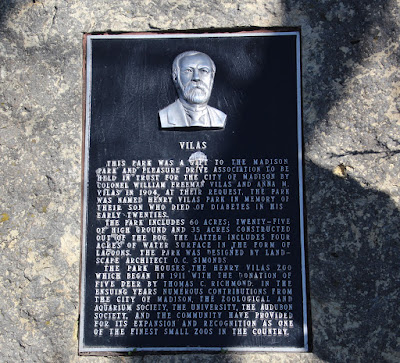 VILAS
THIS PARK WAS A GIFT TO THE MADISON
PARK AND PLEASURE DRIVE ASSOCIATION TO BE
HELD IN TRUST FOR THE CITY OF MADISON BY
COLONEL WILLIAM FREEMAN VILAS AND ANNA M.
VILAS IN 1904. AT THEIR REQUEST, THE PARK
WAS NAMED HENRY VILAS PARK IN MEMORY OF
THEIR SON WHO DIED OF DIABETES IN HIS
EARLY TWENTIES.
THE PARK INCLUDES 60 ACRES; TWENTY-FIVE
OF HIGH GROUND AND 35 ACRES CONSTRUCTED
OUT OF THE BOG. THE LATTER INCLUDES FOUR
ACRES OF WATER SURFACE IN THE FORM OF
LAGOONS. THE PARK WAS DESIGNED BY LAND-
SCAPE ARCHITECT O.C. SIMONDS
THE PARK HOUSES THE HENRY VILAS ZOO
WHICH BEGAN IN 1911 WITH THE DONATION OF
FIVE DEER BY THOMAS C. RICHMOND. IN THE
ENSUING YEARS NUMEROUS CONTRIBUTIONS FROM
THE CITY OF MADISON, THE ZOOLOGICAL AND
AQUARIUM SOCIETY, THE UNIVERSITY, THE AUDUBON
SOCIETY, AND THE COMMUNITY HAVE PROVIDED
FOR ITS EXPANSION AND RECOGNITION AS ONE
OF THE FINEST SMALL ZOOS IN THE COUNTRY.